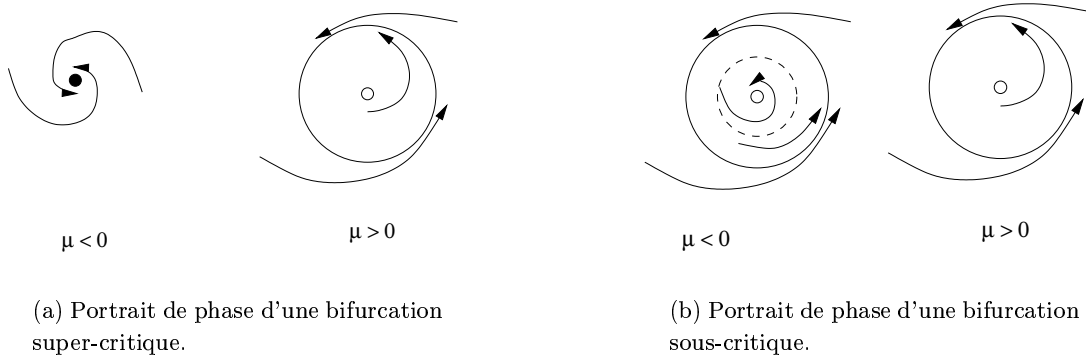 μ < 0
μ > 0
μ < 0
μ > 0
(a) Portrait de phase d'une bifurcation
super-critique.
(b) Portrait de phase d'une bifurcation
sous-critique.